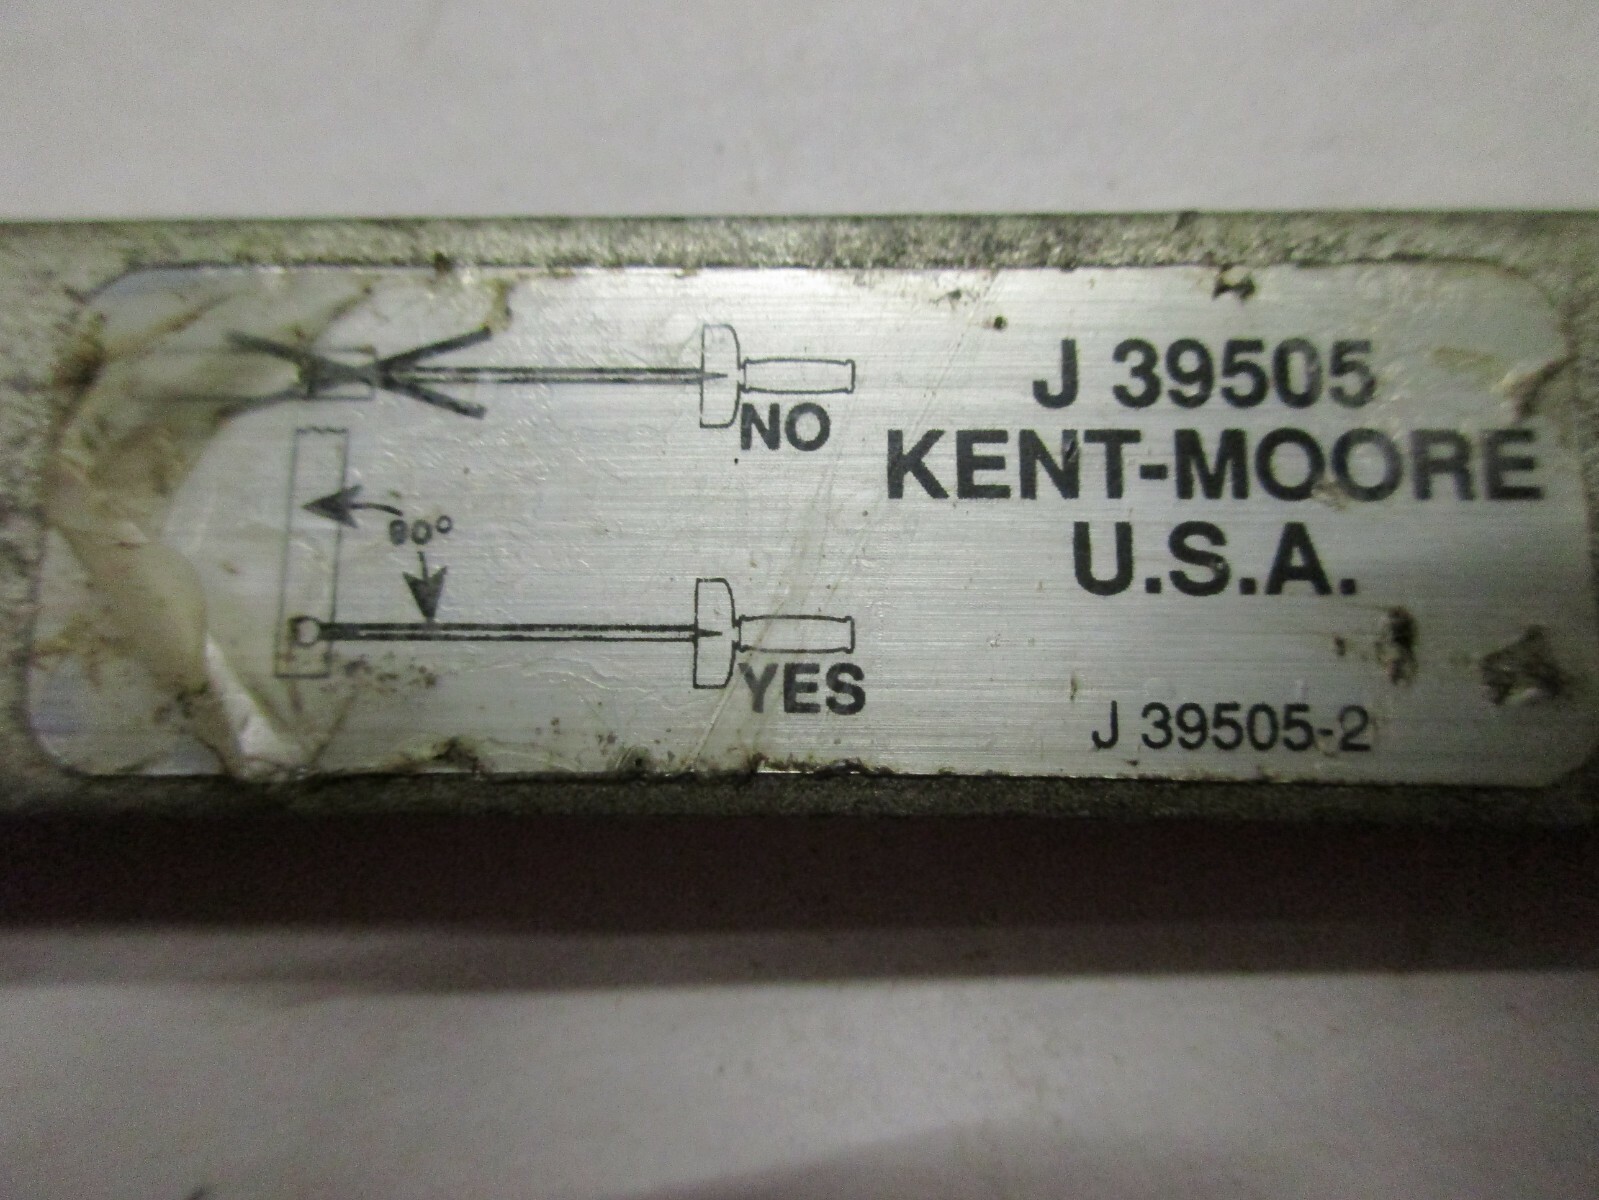 NO
90°
YES
J 39505
KENT-MOORE
U.S.A.
J 39505-2